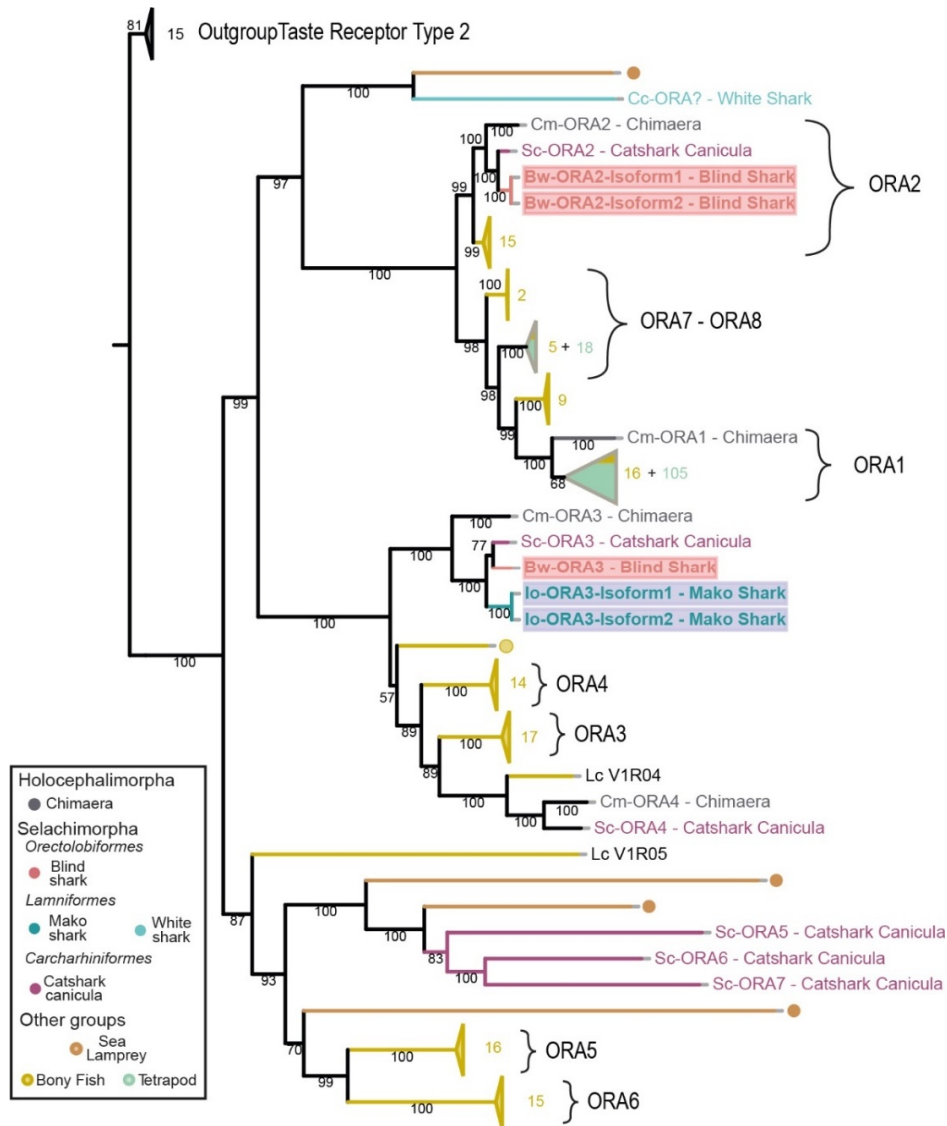 81
15 OutgroupTaste Receptor Type 2
100
Cc-ORA? - White Shark
97
100 Cm-ORA2 - Chimaera
100
Sc-ORA2 - Catshark Canicula
99
100
Bw-ORA2-Isoform1 - Blind Shark
100
Bw-ORA2-Isoform2 - Blind Shark
ORA2
15
99
100
100
2
ORA7 - ORA8
98
100
5 + 18
98
100
9
99
Cm-ORA1 - Chimaera
100
100
ORA1
68
16 + 105
99
Cm-ORA3 - Chimaera
100
77
Sc-ORA3 - Catshark Canicula
100
Bw-ORA3 - Blind Shark
100
Io-ORA3-Isoform1 - Mako Shark
100
Io-ORA3-Isoform2 - Mako Shark
100
100
57
100
14
ORA4
89
100
17
ORA3
89
Lc V1R04
Cm-ORA4 - Chimaera
100
100
Sc-ORA4 - Catshark Canicula
Lc V1R05
87
100
100
Sc-ORA5 - Catshark Canicula
83
Sc-ORA6 - Catshark Canicula
93
100
Sc-ORA7 - Catshark Canicula
70
100
16
ORA5
99
100
15
ORA6
Holocephalimorpha
Chimaera
Selachimorpha
Orectolobiformes
Blind
shark
Lamniformes
Mako
shark
White
shark
Carcharhiniformes
Catshark
canicula
Other groups
Sea
Lamprey
Bony Fish
Tetrapod